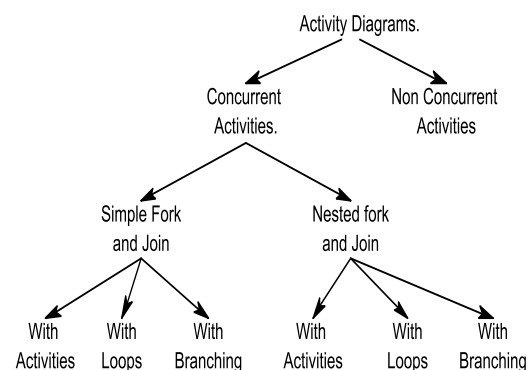 Activity Diagrams.
Concurrent
Activities.
Non Concurrent
Activities
Simple Fork
and Join
Nested fork
and Join
With
Activities
With
Loops
With
Branching
With
Activities
With
Loops
With
Branching